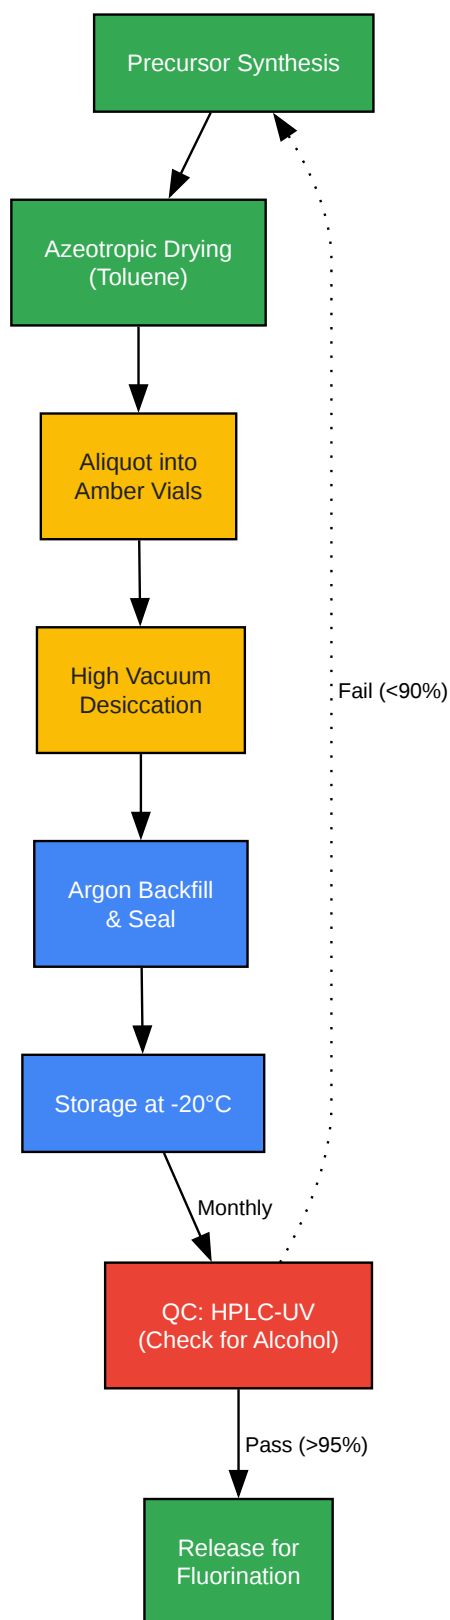 Precursor Synthesis
Azeotropic Drying
(Toluene)
Aliquot into
Amber Vials
High Vacuum
Desiccation
Fail (<90%)
Argon Backfill
& Seal
Storage at -20°C
Monthly
QC: HPLC-UV
(Check for Alcohol)
Pass (>95%)
Release for
Fluorination